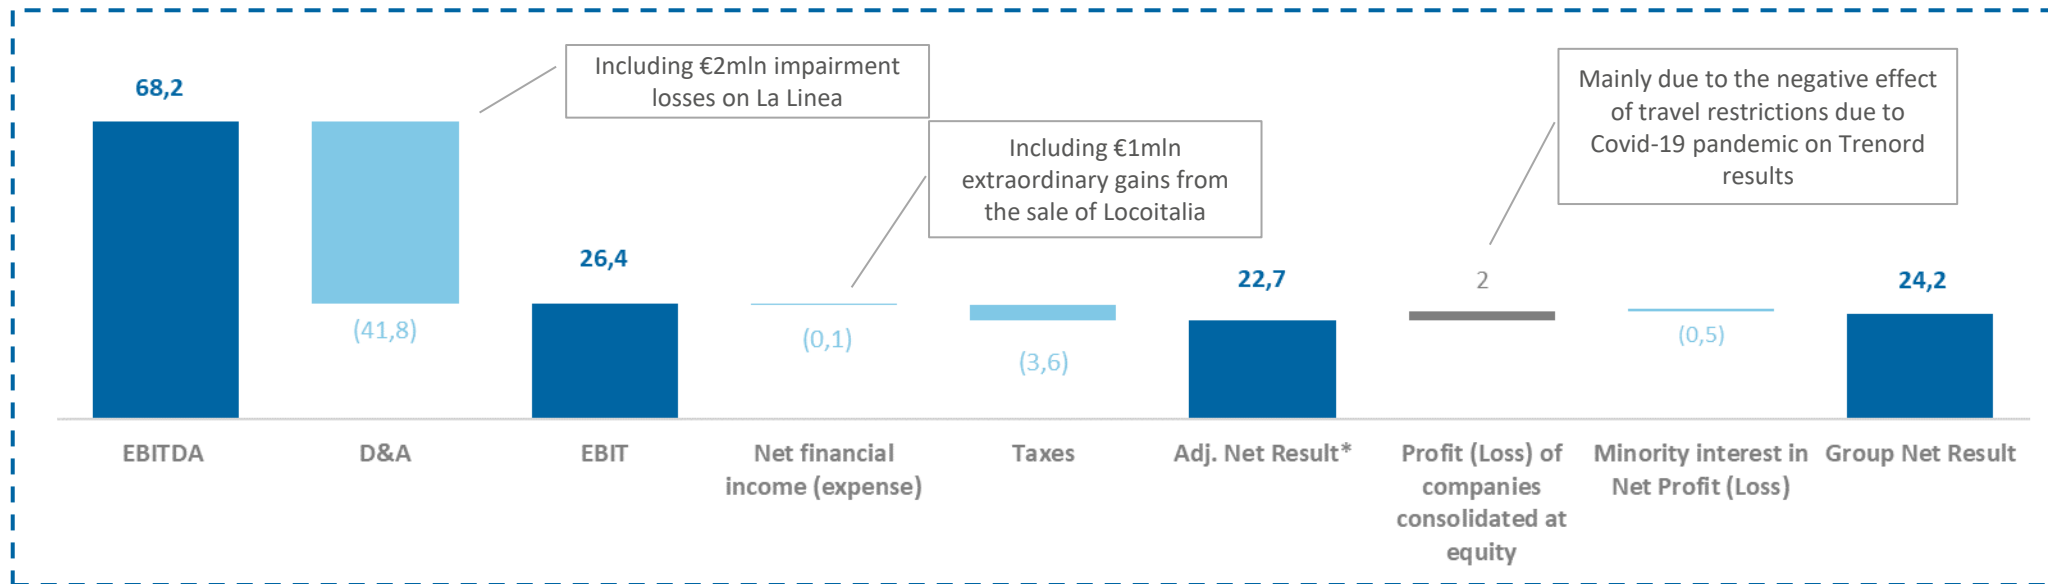 68,2
Including €2mln impairment
losses on La Linea
(41,8)
26,4
Including €1mln
extraordinary gains from
the sale of Locoitalia
(0,1)
(3,6)
22,7
Mainly due to the negative effect
of travel restrictions due to
Covid-19 pandemic on Trenord
results
2
(0,5)
24,2
EBITDA
D&A
EBIT
Net financial
income (expense)
Taxes
Adj. Net Result*
Profit (Loss) of
companies
consolidated at
equity
Minority interest in
Net Profit (Loss)
Group Net Result